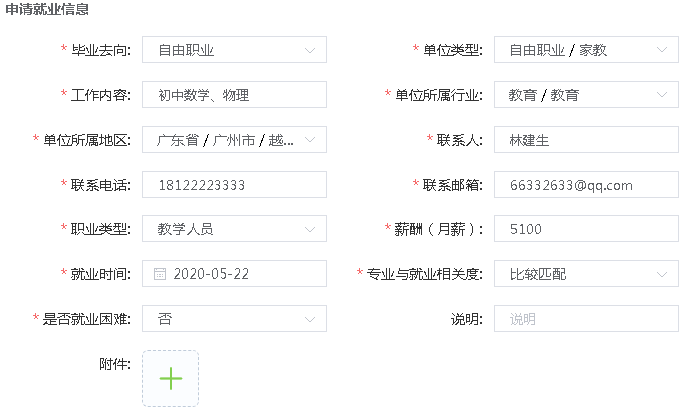 申请就业信息
* 毕业去向: 自由职业 * 单位类型: 自由职业 / 家教
* 工作内容: 初中数学、物理 * 单位所属行业: 教育 / 教育
* 单位所属地区: 广东省 / 广州市 / 越... * 联系人: 林建生
* 联系电话: 18122223333 * 联系邮箱: 66332633@qq.com
* 职业类型: 教学人员 * 薪酬（月薪）: 5100
* 就业时间: 2020-05-22 * 专业与就业相关度: 比较匹配
* 是否就业困难: 否 说明: 说明
附件: